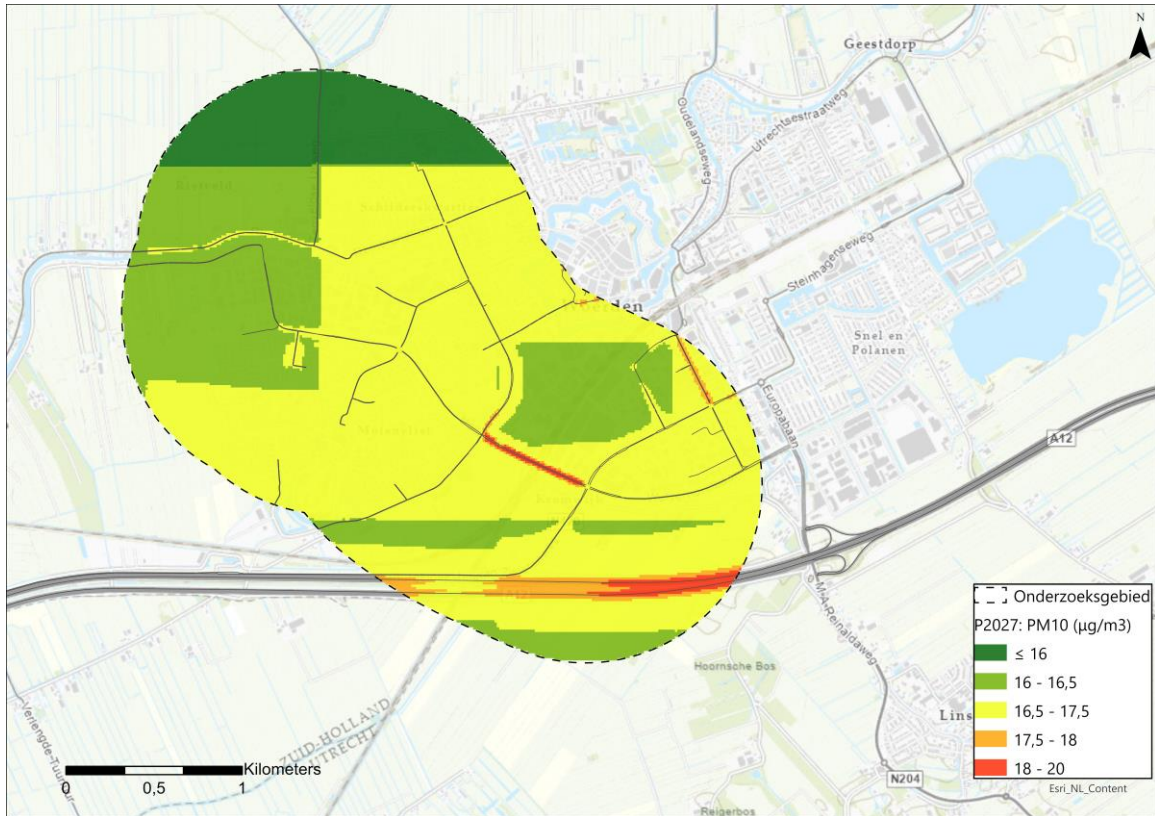 N
Geestdorp
Oudelandseweg
Utrechtsestraatweg
Steinhagenseweg
Snel en
Polanen
Europabaan
A12
M-A-Reinaldaweg
Hoornsche Bos
Lins
N204
Reigerbos
ZUID-HOLLAND
UTRECHT
Kilometers
0
0,5
1
Onderzoeksgebied
P2027: PM10 (µg/m3)
≤ 16
16 - 16,5
16,5 - 17,5
17,5 - 18
18 - 20
Esri_NL_Content